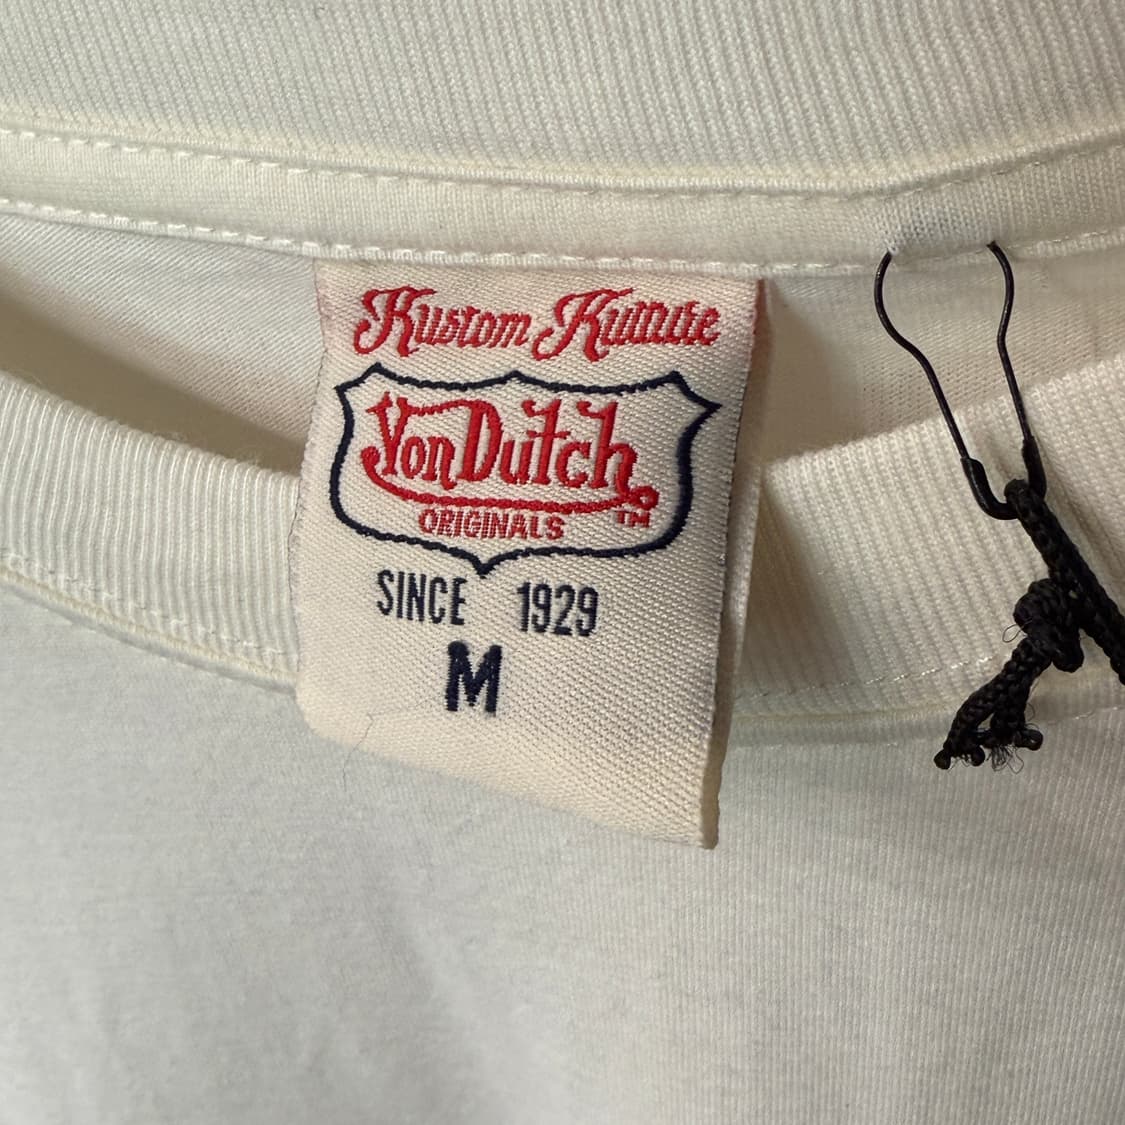 Kustom Kulture
Von Dutch
ORIGINALS
TM
SINCE 1929
M